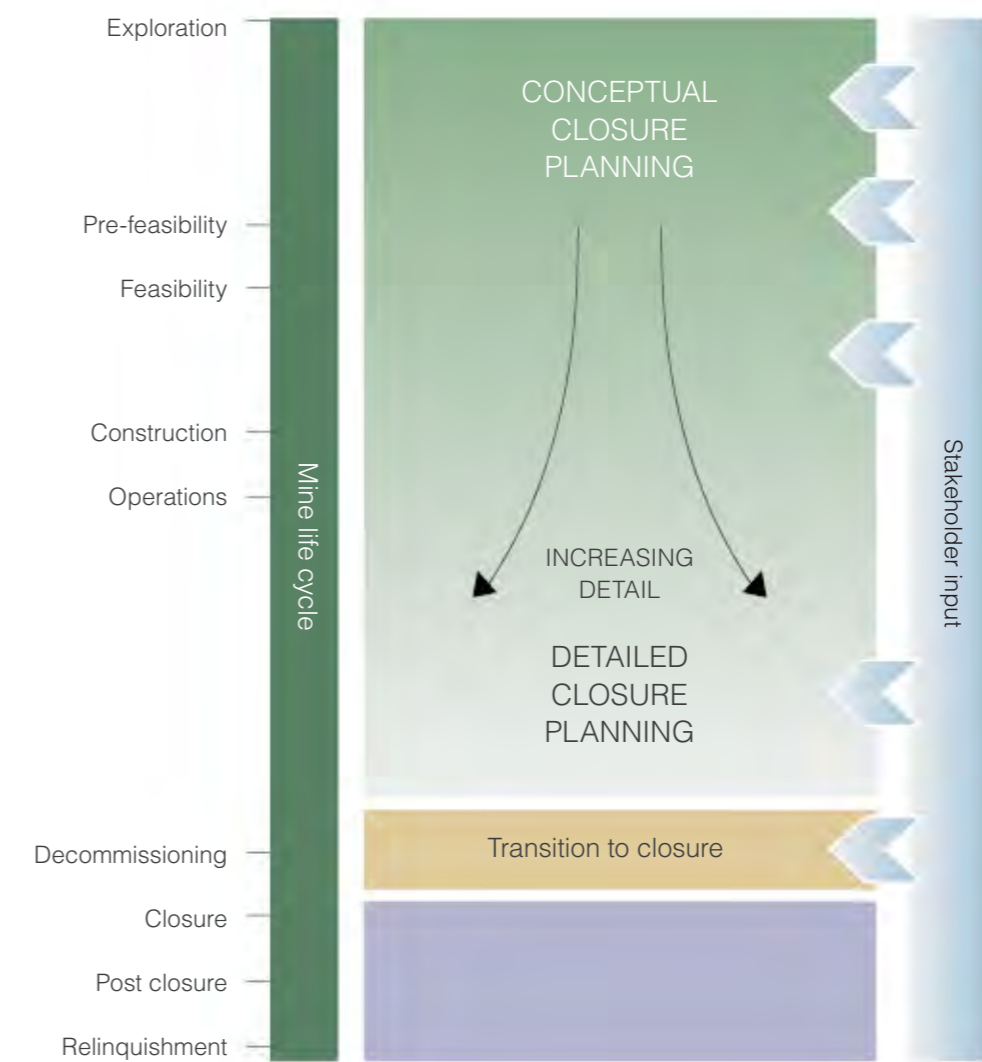 Exploration
Pre-feasibility
Feasibility
Construction
Operations
Decommissioning
Closure
Post closure
Relinquishment
Mine life cycle
CONCEPTUAL
CLOSURE
PLANNING
INCREASING
DETAIL
DETAILED
CLOSURE
PLANNING
Transition to closure
Stakeholder input